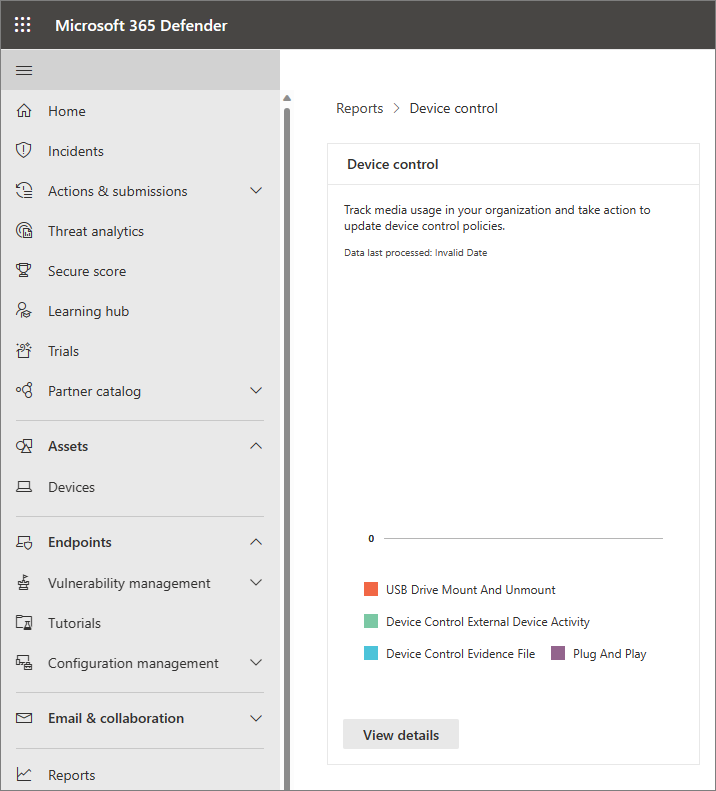 Microsoft 365 Defender
Home
Incidents
Actions & submissions
Threat analytics
Secure score
Learning hub
Trials
Partner catalog
Assets
Devices
Endpoints
Vulnerability management
Tutorials
Configuration management
Email & collaboration
Reports
Reports > Device control
Device control
Track media usage in your organization and take action to
update device control policies.
Data last processed: Invalid Date
0
USB Drive Mount And Unmount
Device Control External Device Activity
Device Control Evidence File Plug And Play
View details